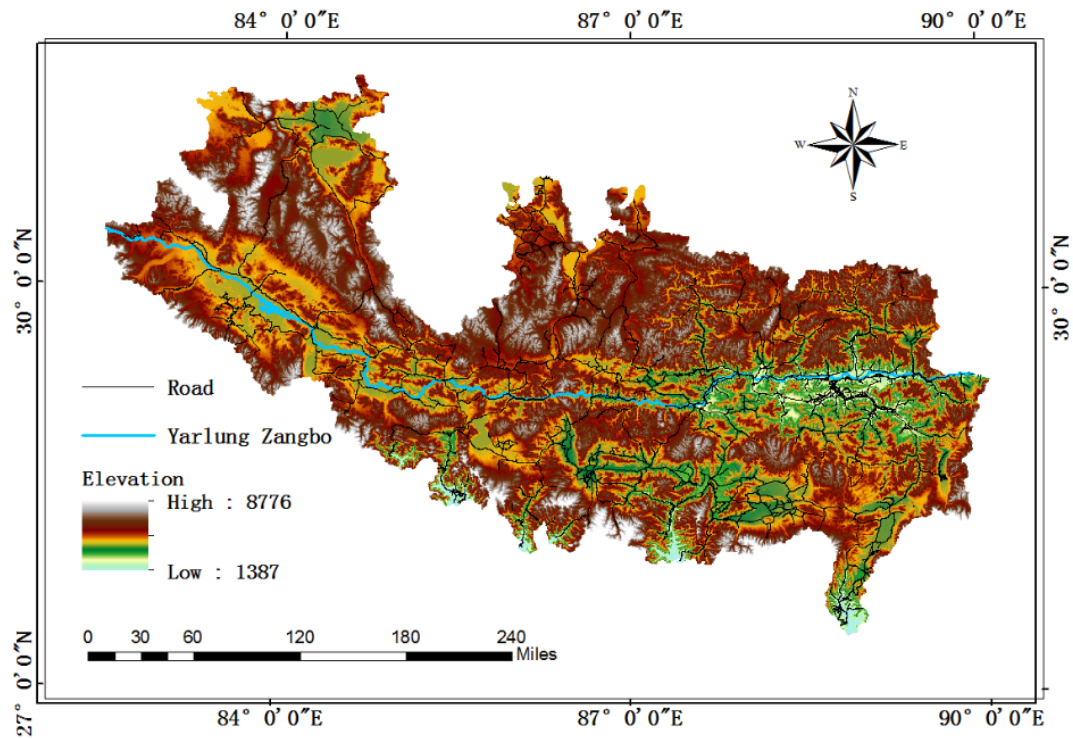 84° 0′ 0″E 87° 0′ 0″E 90° 0′ 0″E
N
W E
S
30° 0′ 0″N
30° 0′ 0″N
Road
Yarlung Zangbo
Elevation
High : 8776
Low : 1387
0 30 60 120 180 240
Miles
27° 0′ 0″N
84° 0′ 0″E 87° 0′ 0″E 90° 0′ 0″E